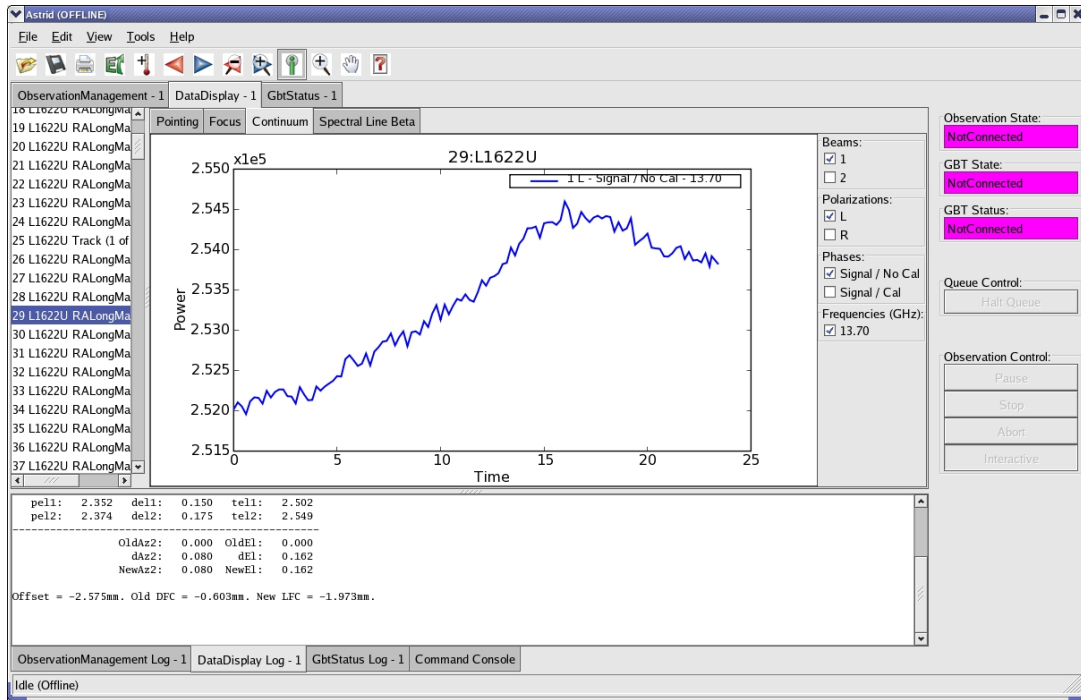 Astrid (OFFLINE)
File Edit View Tools Help
ObservationManagement - 1 DataDisplay - 1 GbtStatus - 1
18 L1622U RALongMa
19 L1622U RALongMa
20 L1622U RALongMa
21 L1622U RALongMa
22 L1622U RALongMa
23 L1622U RALongMa
24 L1622U RALongMa
25 L1622U Track (1 of
26 L1622U RALongMa
27 L1622U RALongMa
28 L1622U RALongMa
29 L1622U RALongMa
30 L1622U RALongMa
31 L1622U RALongMa
32 L1622U RALongMa
33 L1622U RALongMa
34 L1622U RALongMa
35 L1622U RALongMa
36 L1622U RALongMa
37 L1622U RALongMa
Pointing Focus Continuum Spectral Line Beta
29:L1622U
x1e5
1 L - Signal / No Cal - 13.70
2.550
2.545
2.540
2.535
2.530
2.525
2.520
2.515
Power
0 5 10 15 20 25
Time
Beams:
1
2
Polarizations:
L
R
Phases:
Signal / No Cal
Signal / Cal
Frequencies (GHz):
13.70
Observation State:
NotConnected
GBT State:
NotConnected
GBT Status:
NotConnected
Queue Control:
Halt Queue
Observation Control:
Pause
Stop
Abort
Interactive
pel1: 2.352 del1: 0.150 tel1: 2.502
pel2: 2.374 del2: 0.175 tel2: 2.549
OldAz2: 0.000 OldEl: 0.000
dAz2: 0.080 dEl: 0.162
NewAz2: 0.080 NewEl: 0.162
Offset = -2.575mm. Old DFC = -0.603mm. New LFC = -1.973mm.
ObservationManagement Log - 1 DataDisplay Log - 1 GbtStatus Log - 1 Command Console
Idle (Offline)